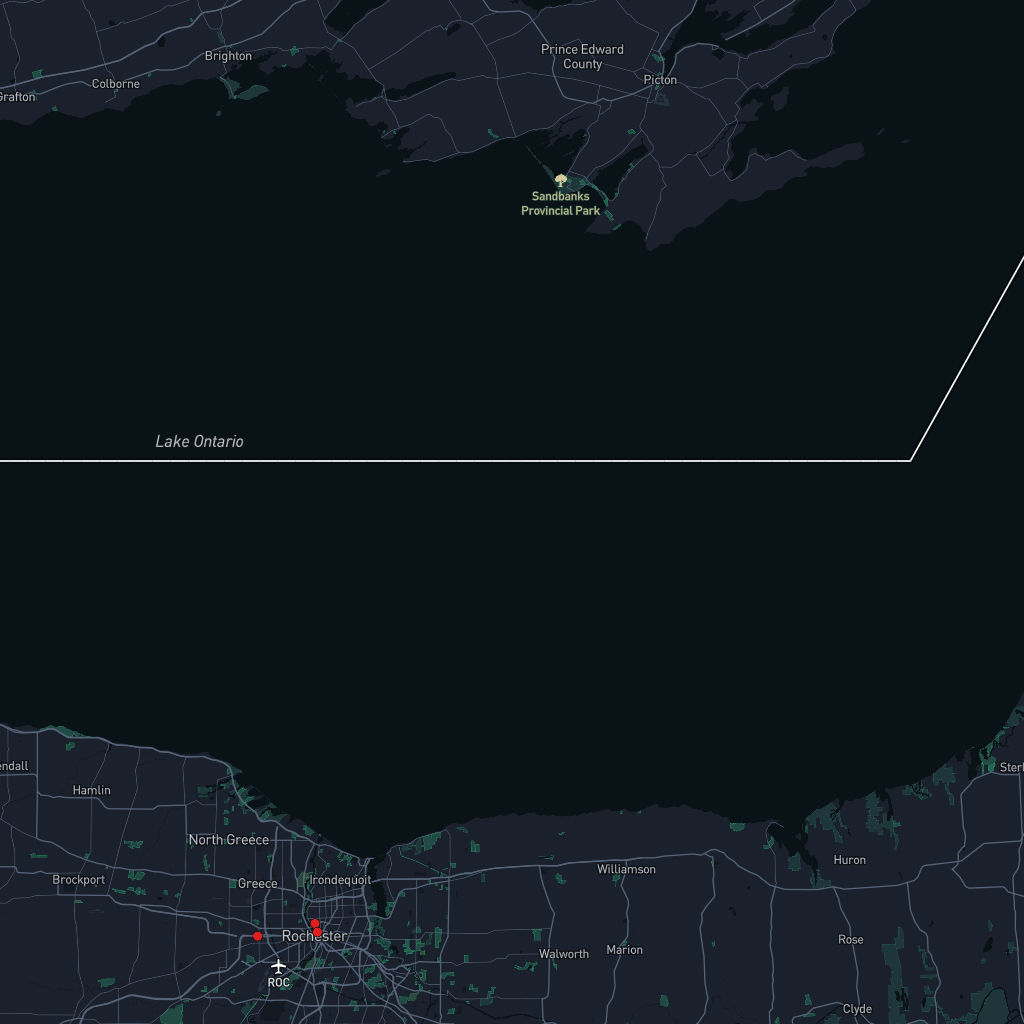 Prince Edward
County
Brighton
Picton
Colborne
Grafton
Sandbanks
Provincial Park
Lake Ontario
endall
Sterl
Hamlin
North Greece
Huron
Williamson
Brockport
Greece
Irondequoit
Rochester
Rose
Marion
Walworth
ROC
Clyde